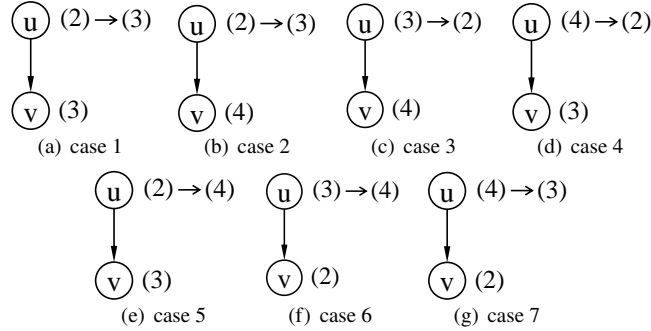 u (2)→(3) u (2)→(3) u (3)→(2) u (4)→(2)
v (3) v (4) v (4) v (3)
(a) case 1 (b) case 2 (c) case 3 (d) case 4
u (2)→(4) u (3)→(4) u (4)→(3)
v (3) v (2) v (2)
(e) case 5 (f) case 6 (g) case 7